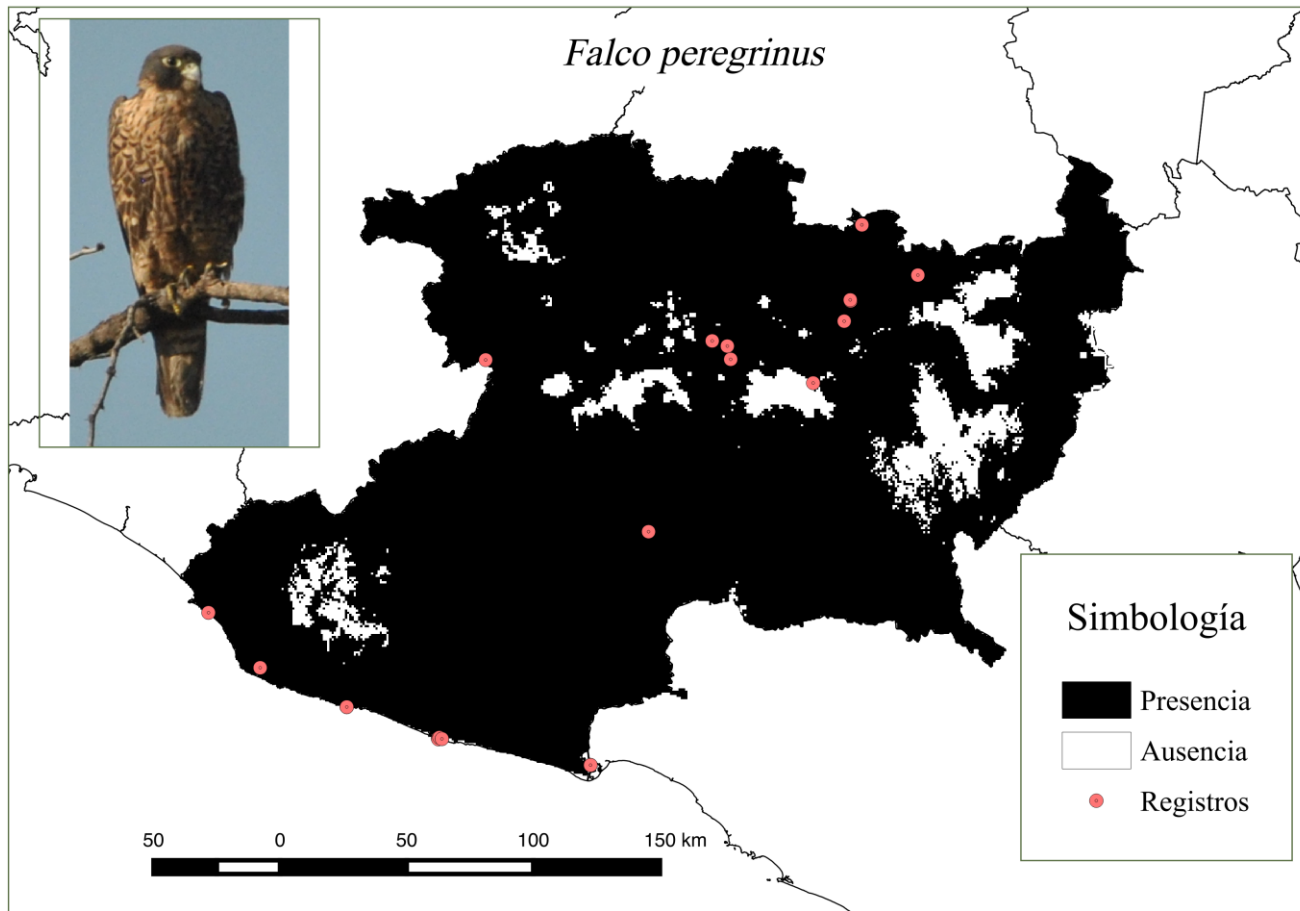 Falco peregrinus
Simbología
Presencia
Ausencia
Registros
50 0 50 100 150 km